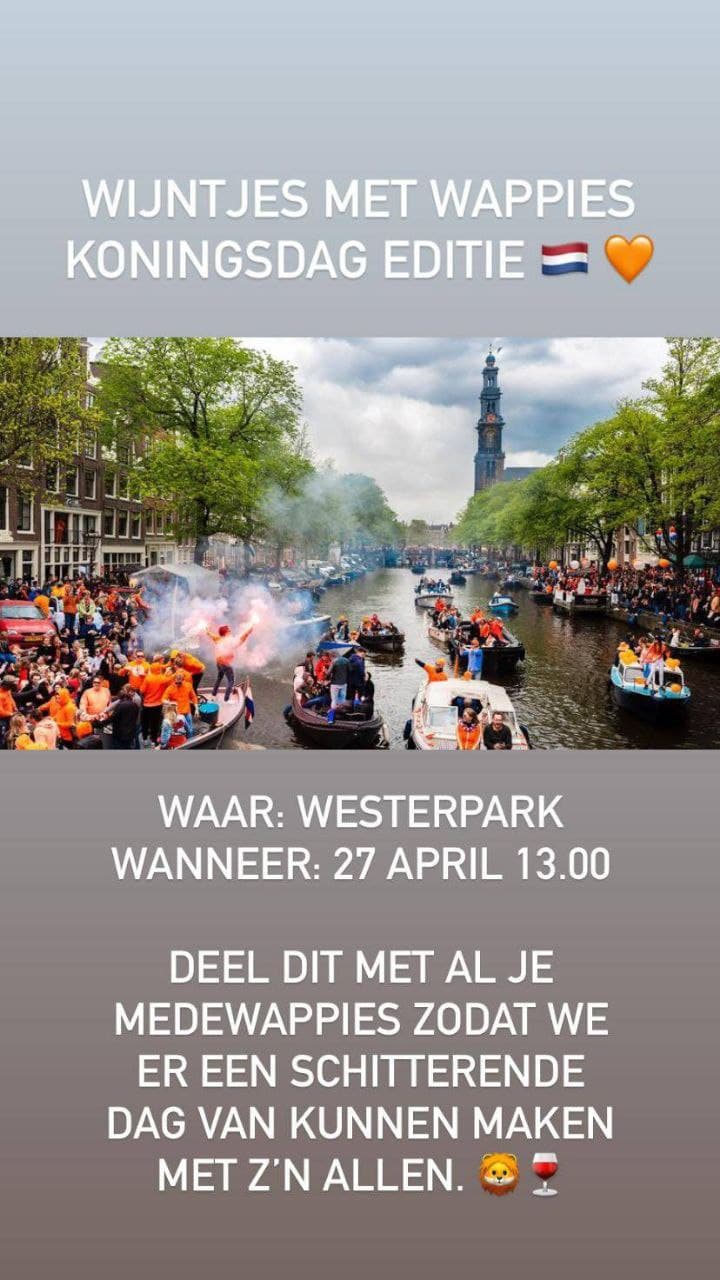 WIJNTJES MET WAPPIES
KONINGSDAG EDITIE 🇳🇱 🧡
WAAR: WESTERPARK
WANNEER: 27 APRIL 13.00
DEEL DIT MET AL JE
MEDEWAPPIES ZODAT WE
ER EEN SCHITTERENDE
DAG VAN KUNNEN MAKEN
MET Z'N ALLEN. 🦁🍷